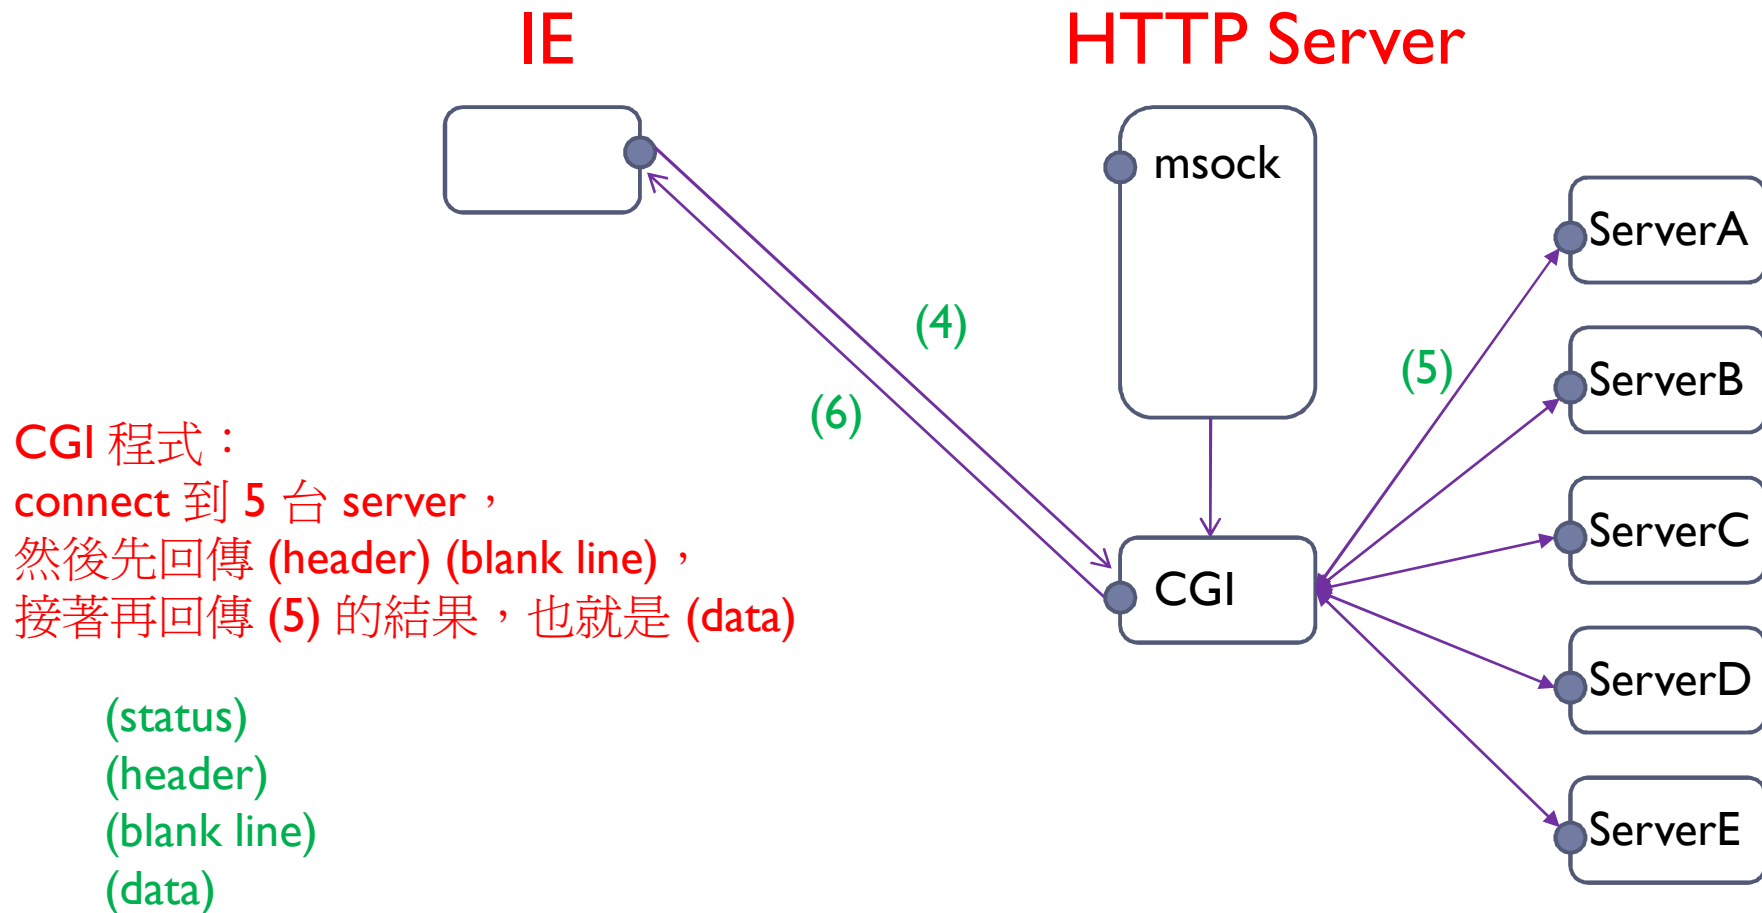 IE
HTTP Server
msock
ServerA
(4)
(5)
ServerB
(6)
CGI 程式：
connect 到 5 台 server，
然後先回傳 (header) (blank line)，
接著再回傳 (5) 的結果，也就是 (data)
ServerC
CGI
ServerD
(status)
(header)
(blank line)
(data)
ServerE